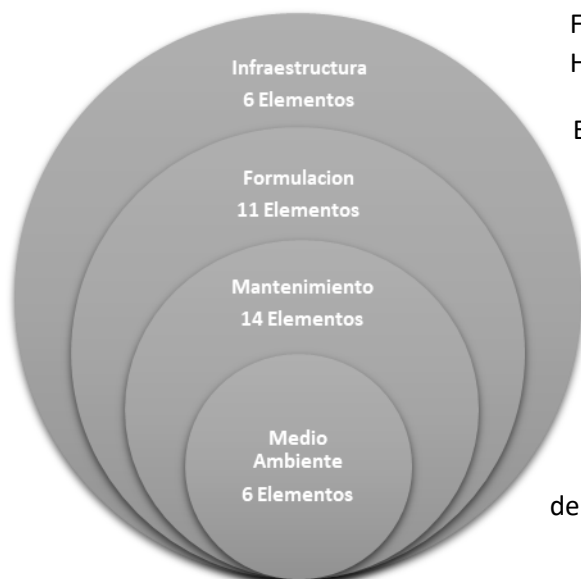 Infraestructura
6 Elementos
Formulacion
11 Elementos
Mantenimiento
14 Elementos
Medio
Ambiente
6 Elementos
de